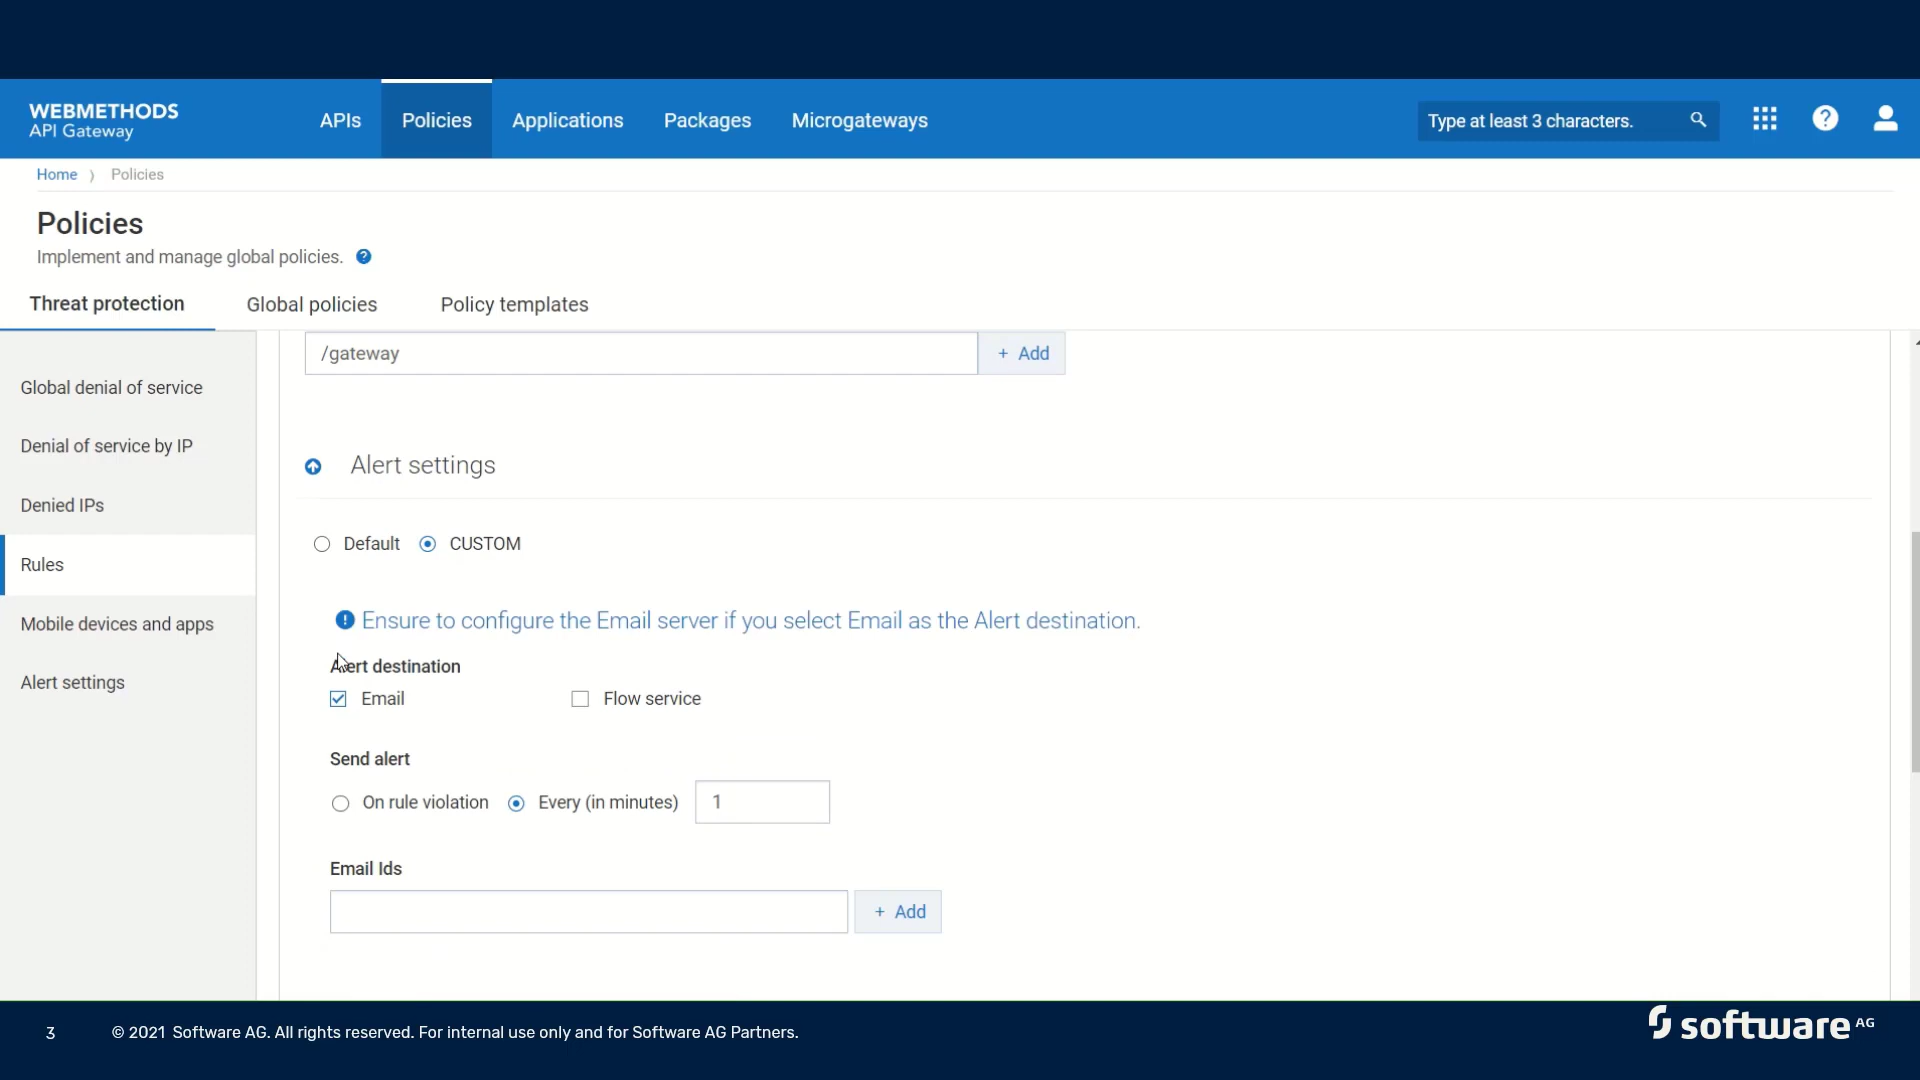 WEBMETHODS
API Gateway
APIs
Policies
Applications
Packages
Microgateways
Type at least 3 characters.
Home
Policies
Policies
Implement and manage global policies.
Threat protection
Global policies
Policy templates
Global denial of service
Denial of service by IP
Denied IPs
Rules
Mobile devices and apps
Alert settings
/gateway
+ Add
Alert settings
Default
CUSTOM
Ensure to configure the Email server if you select Email as the Alert destination.
Alert destination
Email
Flow service
Send alert
On rule violation
Every (in minutes)
1
Email Ids
+ Add
3
© 2021 Software AG. All rights reserved. For internal use only and for Software AG Partners.
software AG